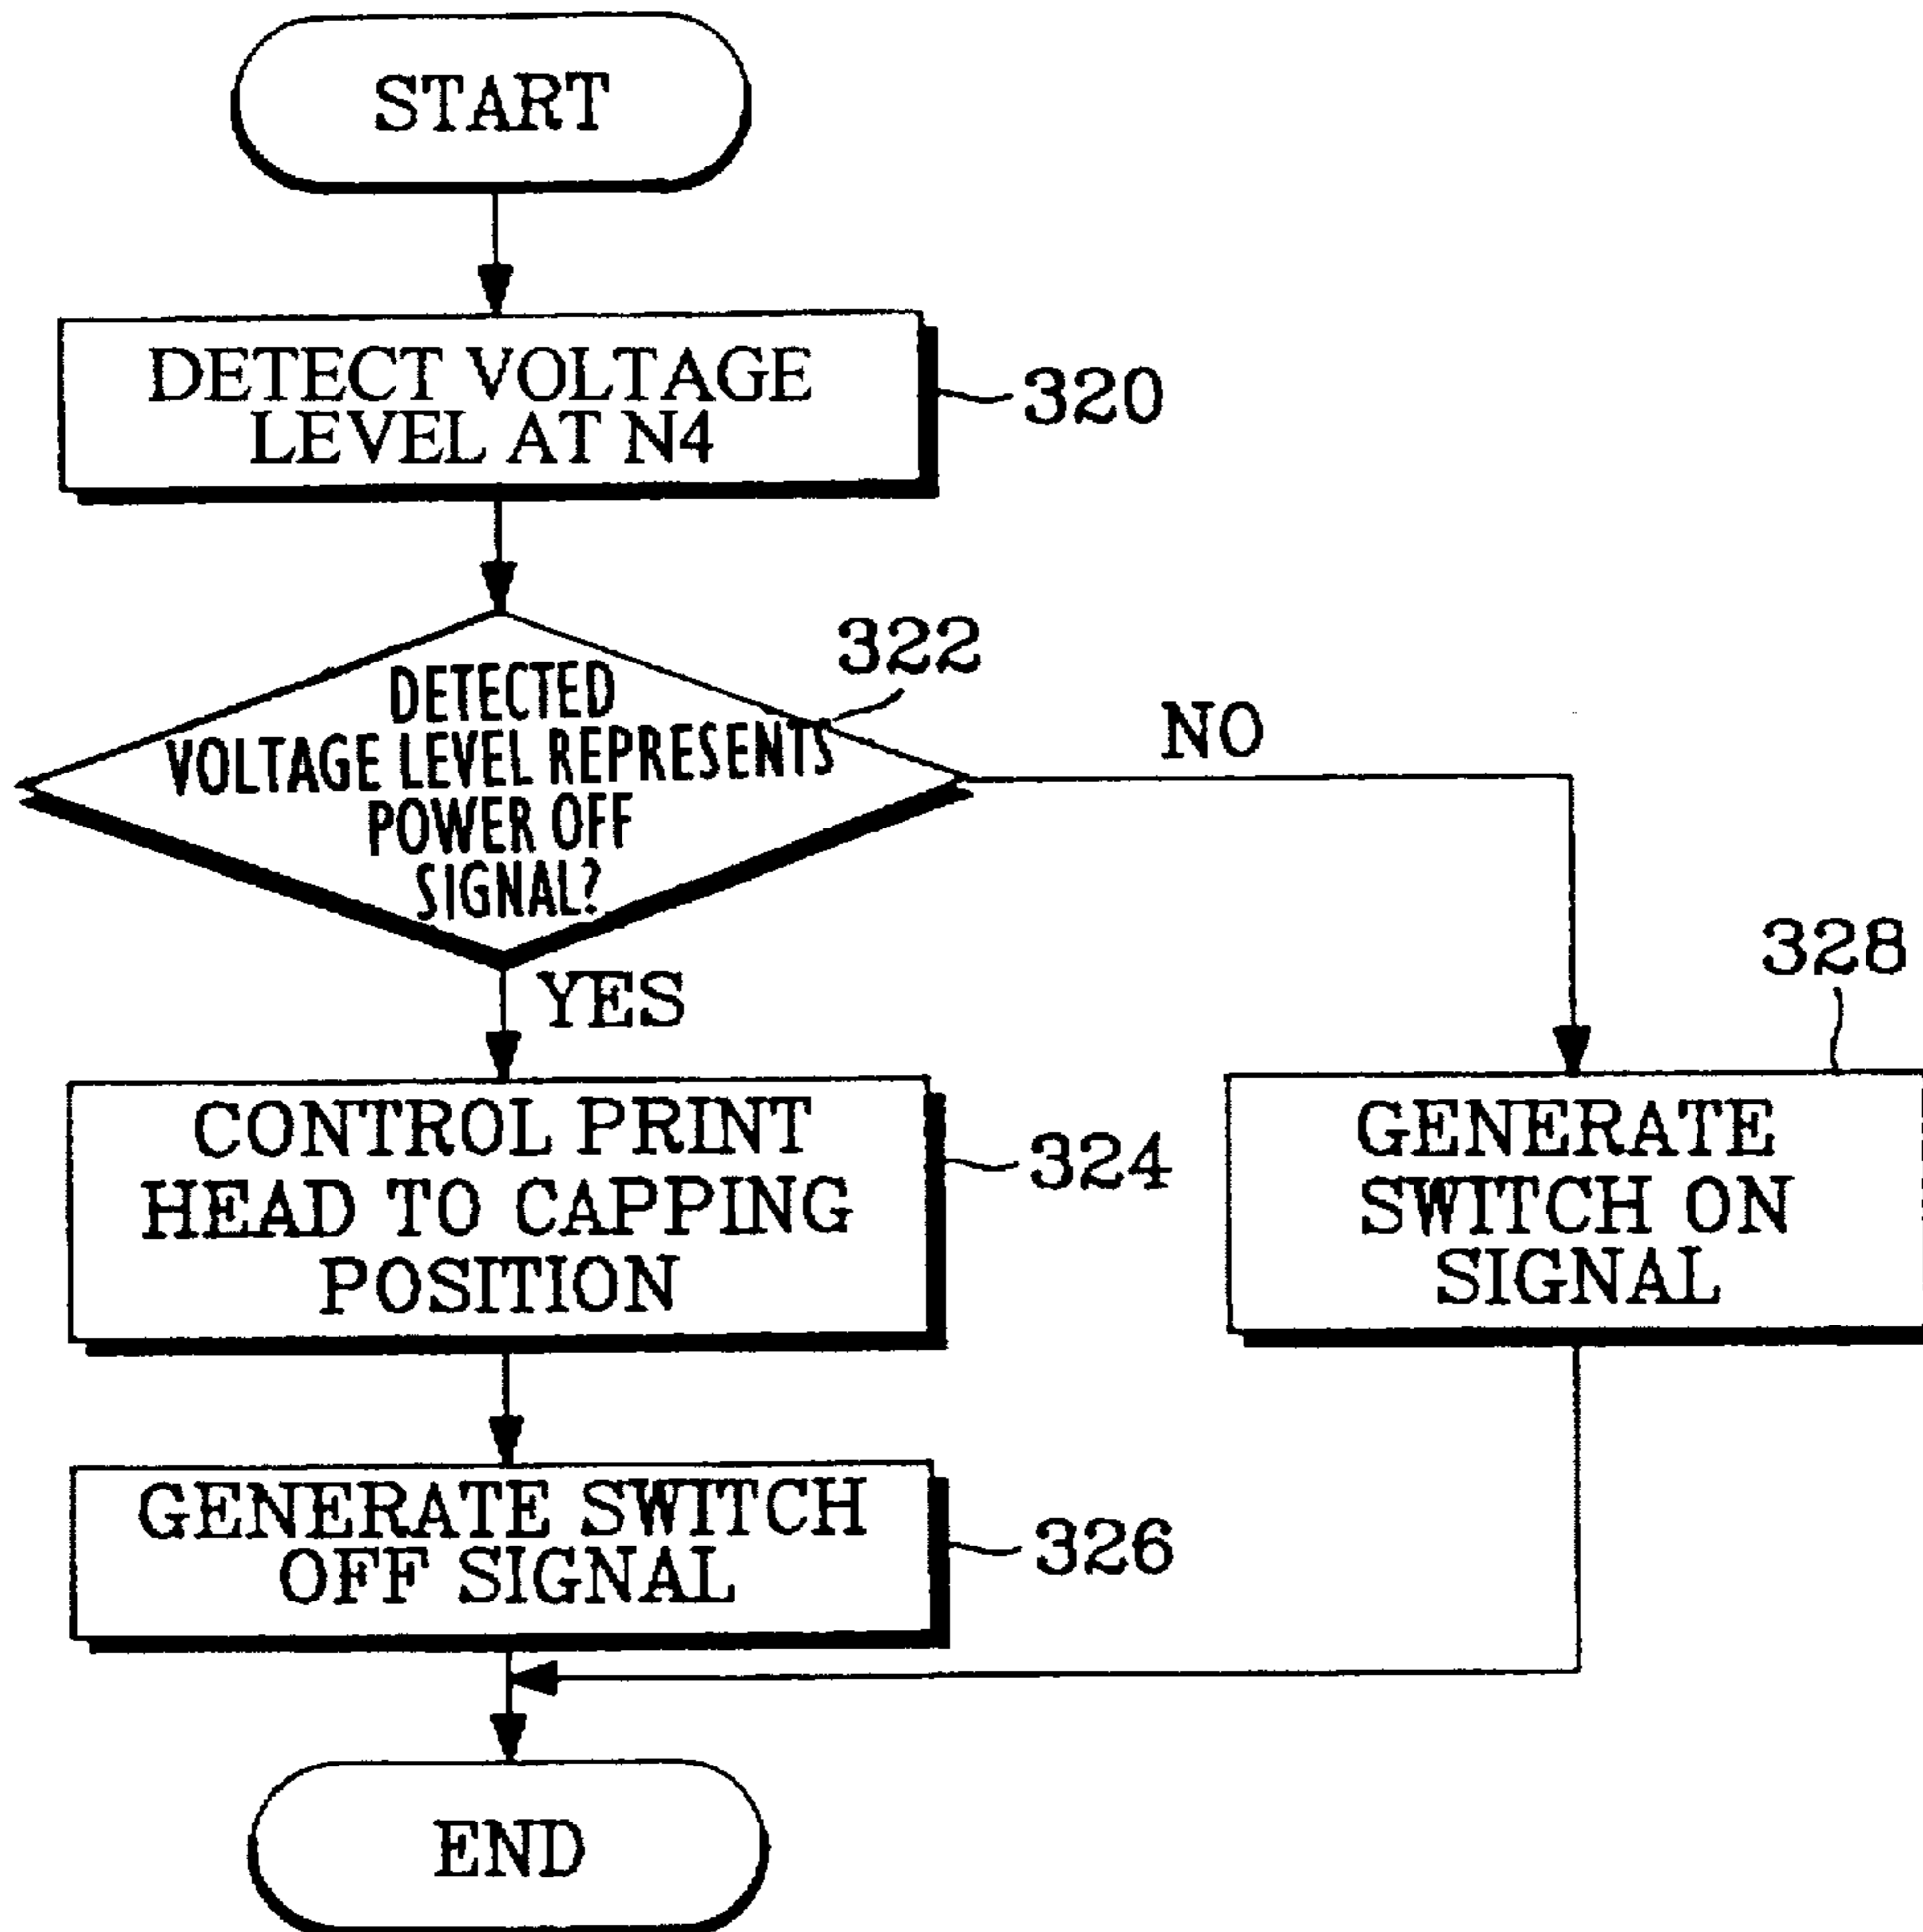 START
DETECT VOLTAGE
LEVEL AT N4
320
322
DETECTED
VOLTAGE LEVEL REPRESENTS
POWER OFF
SIGNAL?
NO
YES
328
CONTROL PRINT
HEAD TO CAPPING
POSITION
324
GENERATE
SWITCH ON
SIGNAL
GENERATE SWITCH
OFF SIGNAL
326
END